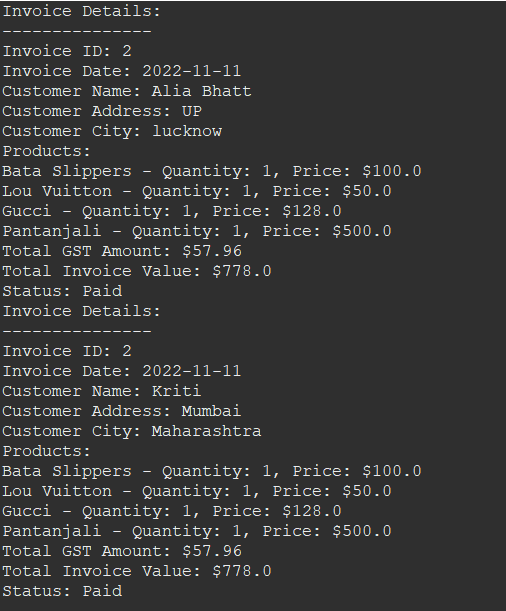 Invoice Details:
---------------
Invoice ID: 2
Invoice Date: 2022-11-11
Customer Name: Alia Bhatt
Customer Address: UP
Customer City: lucknow
Products:
Bata Slippers - Quantity: 1, Price: $100.0
Lou Vuitton - Quantity: 1, Price: $50.0
Gucci - Quantity: 1, Price: $128.0
Pantanjali - Quantity: 1, Price: $500.0
Total GST Amount: $57.96
Total Invoice Value: $778.0
Status: Paid
Invoice Details:
---------------
Invoice ID: 2
Invoice Date: 2022-11-11
Customer Name: Kriti
Customer Address: Mumbai
Customer City: Maharashtra
Products:
Bata Slippers - Quantity: 1, Price: $100.0
Lou Vuitton - Quantity: 1, Price: $50.0
Gucci - Quantity: 1, Price: $128.0
Pantanjali - Quantity: 1, Price: $500.0
Total GST Amount: $57.96
Total Invoice Value: $778.0
Status: Paid